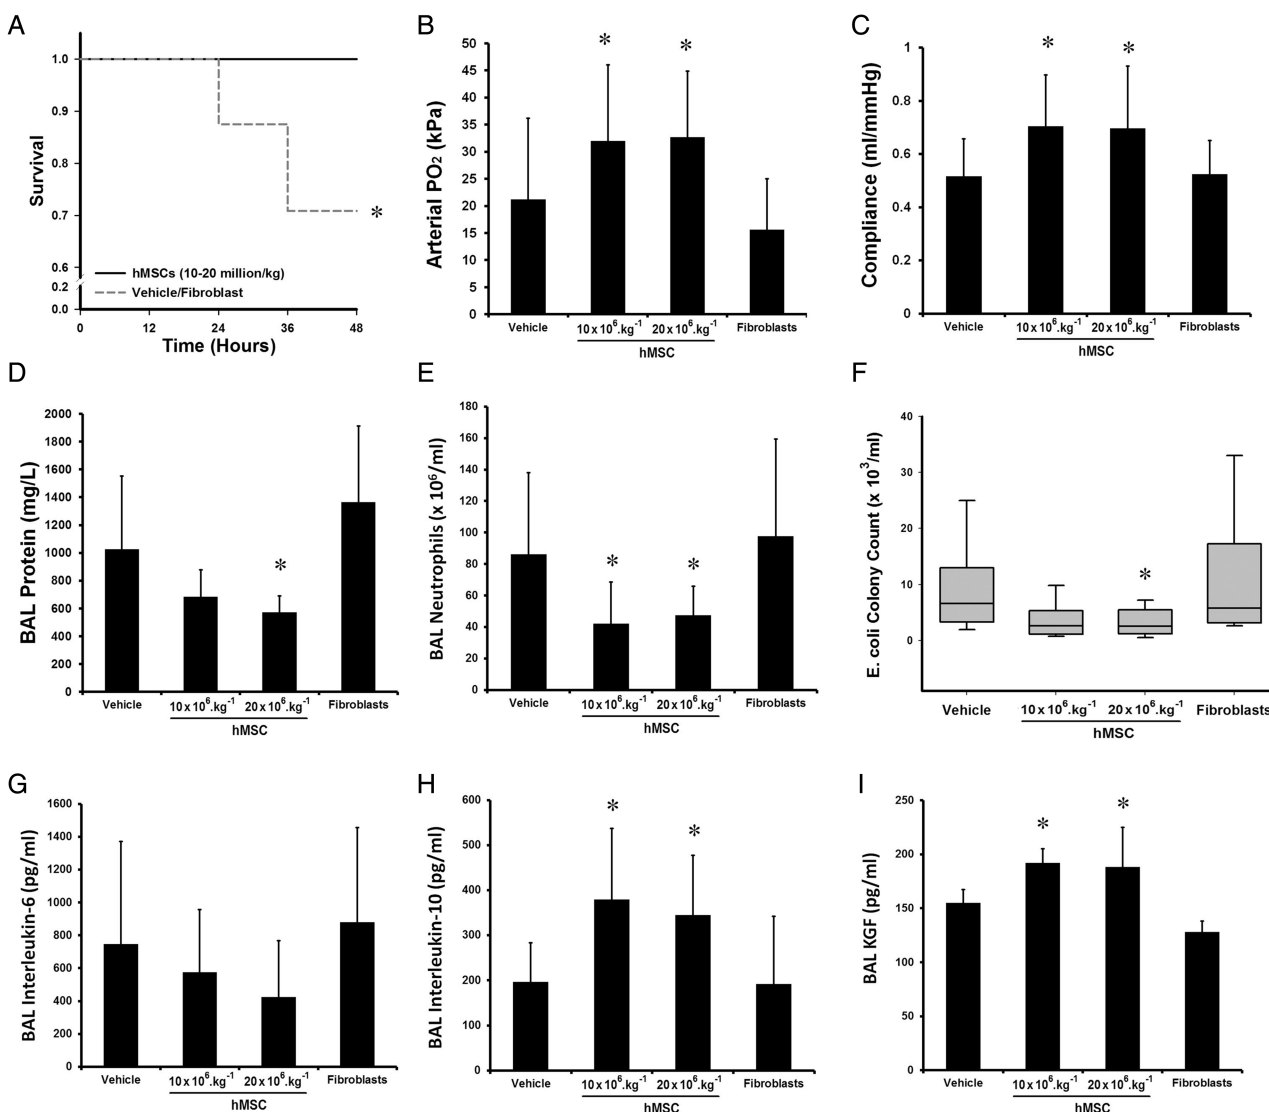 A
Survival
1.0
0.9
0.8
0.7
0.6
0.2
0.0
*
hMSCs (10-20 million/kg)
Vehicle/Fibroblast
0 12 24 36 48
Time (Hours)
B
Arterial PO₂ (kPa)
50
45
40
35
30
25
20
15
10
5
0
* *
Vehicle 10 x 10⁶.kg⁻¹ 20 x 10⁶.kg⁻¹ Fibroblasts
hMSC
C
Compliance (ml/mmHg)
1
0.8
0.6
0.4
0.2
0
* *
Vehicle 10 x 10⁶.kg⁻¹ 20 x 10⁶.kg⁻¹ Fibroblasts
hMSC
D
BAL Protein (mg/L)
2000
1800
1600
1400
1200
1000
800
600
400
200
0
*
Vehicle 10 x 10⁶.kg⁻¹ 20 x 10⁶.kg⁻¹ Fibroblasts
hMSC
E
BAL Neutrophils (x 10⁶/ml)
180
160
140
120
100
80
60
40
20
0
* *
Vehicle 10 x 10⁶.kg⁻¹ 20 x 10⁶.kg⁻¹ Fibroblasts
hMSC
F
E. coli Colony Count (x 10³/ml)
40
30
20
10
0
*
Vehicle 10 x 10⁶.kg⁻¹ 20 x 10⁶.kg⁻¹ Fibroblasts
hMSC
G
BAL Interleukin-6 (pg/ml)
1600
1400
1200
1000
800
600
400
200
0
Vehicle 10 x 10⁶.kg⁻¹ 20 x 10⁶.kg⁻¹ Fibroblasts
hMSC
H
BAL Interleukin-10 (pg/ml)
600
500
400
300
200
100
0
* *
Vehicle 10 x 10⁶.kg⁻¹ 20 x 10⁶.kg⁻¹ Fibroblasts
hMSC
I
BAL KGF (pg/ml)
250
200
150
100
50
0
* *
Vehicle 10 x 10⁶.kg⁻¹ 20 x 10⁶.kg⁻¹ Fibroblasts
hMSC